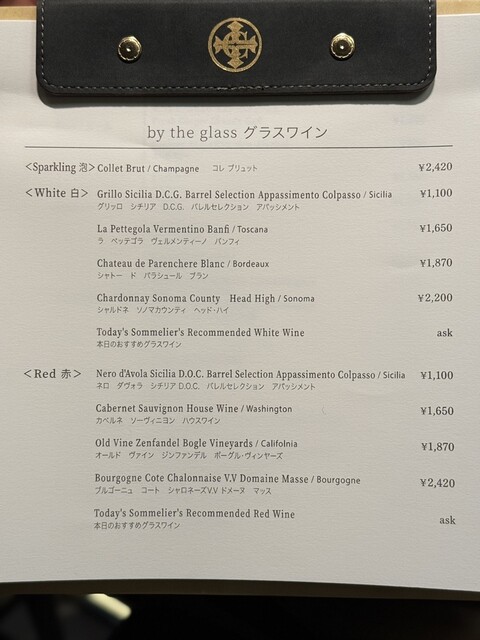 by the glass グラスワイン
<Sparkling 泡> Collet Brut / Champagne コレ ブリュット ¥2,420
<White 白> Grillo Sicilia D.C.G. Barrel Selection Appassimento Colpasso / Sicilia ¥1,100
グリッロ シチリア D.C.G. バレルセレクション アパッシメント
La Pettegola Vermentino Banfi / Toscana ¥1,650
ラ ペッテゴラ ヴェルメンティーノ バンフィ
Chateau de Parenchere Blanc / Bordeaux ¥1,870
シャトー ド パラシュール ブラン
Chardonnay Sonoma County Head High / Sonoma ¥2,200
シャルドネ ソノマカウンティ ヘッド・ハイ
Today's Sommelier's Recommended White Wine ask
本日のおすすめグラスワイン
<Red 赤> Nero d'Avola Sicilia D.O.C. Barrel Selection Appassimento Colpasso / Sicilia ¥1,100
ネロ ダヴォラ シチリア D.O.C. バレルセレクション アパッシメント
Cabernet Sauvignon House Wine / Washington ¥1,650
カベルネ ソーヴィニヨン ハウスワイン
Old Vine Zenfandel Bogle Vineyards / Califolnia ¥1,870
オールド ヴァイン ジンファンデル ボーグル・ヴィンヤーズ
Bourgogne Cote Chalonnaise V.V Domaine Masse / Bourgogne ¥2,420
ブルゴーニュ コート シャロネーズV.V ドメーヌ マッス
Today's Sommelier's Recommended Red Wine ask
本日のおすすめグラスワイン